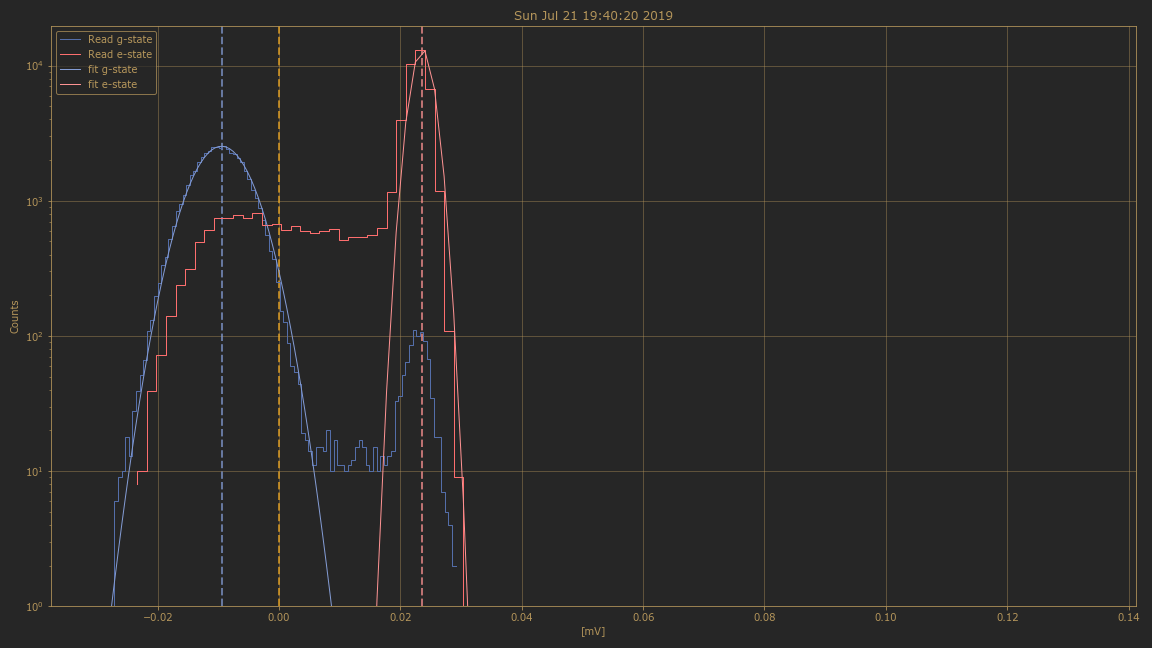 Sun Jul 21 19:40:20 2019
Read g-state
Read e-state
fit g-state
fit e-state
Counts
10⁴
10³
10²
10¹
10⁰
−0.02 0.00 0.02 0.04 0.06 0.08 0.10 0.12 0.14
[mV]